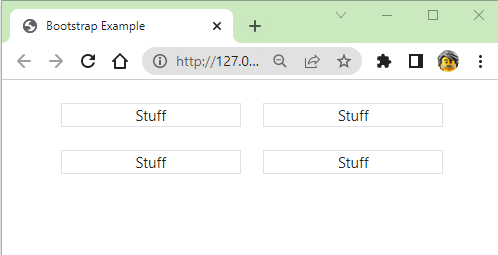 Bootstrap Example
http://127.0...
Stuff Stuff
Stuff Stuff